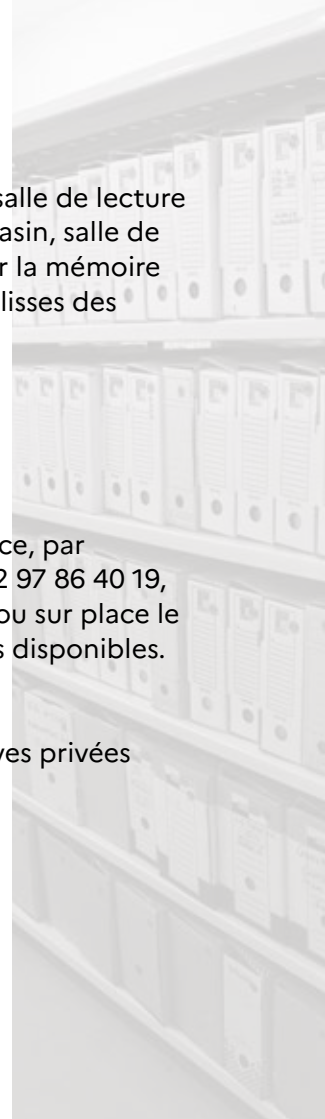 salle de lecture
asin, salle de
r la mémoire
lisses des
ce, par
2 97 86 40 19,
ou sur place le
s disponibles.
ves privées